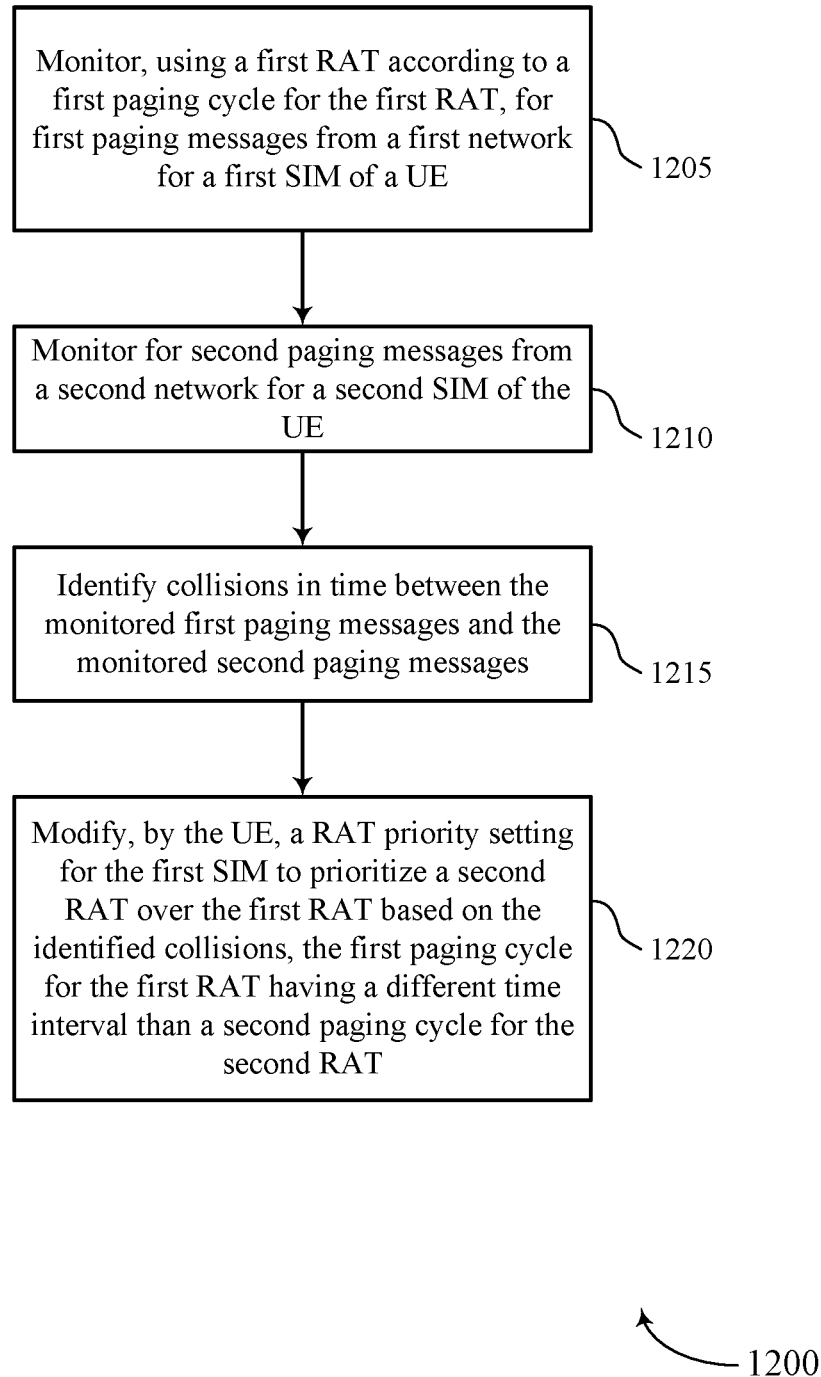 Monitor, using a first RAT according to a
first paging cycle for the first RAT, for
first paging messages from a first network
for a first SIM of a UE
1205
Monitor for second paging messages from
a second network for a second SIM of the
UE
1210
Identify collisions in time between the
monitored first paging messages and the
monitored second paging messages
1215
Modify, by the UE, a RAT priority setting
for the first SIM to prioritize a second
RAT over the first RAT based on the
identified collisions, the first paging cycle
for the first RAT having a different time
interval than a second paging cycle for the
second RAT
1220
1200